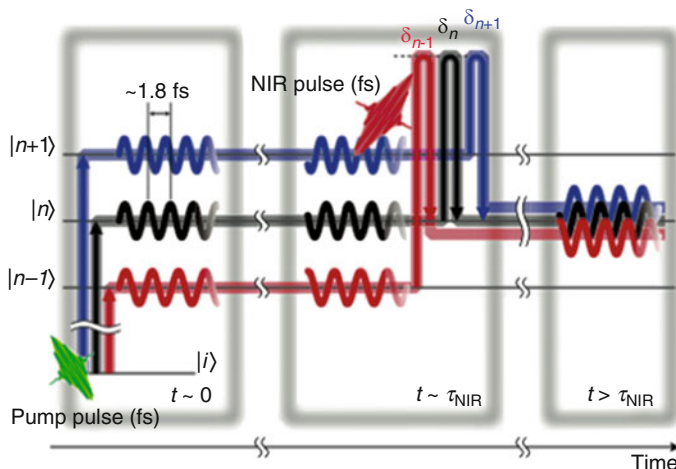 δn-1 δn δn+1
~1.8 fs
NIR pulse (fs)
|n+1⟩
|n⟩
|n−1⟩
|i⟩
t ~ 0
t ~ τNIR
t > τNIR
Pump pulse (fs)
Time